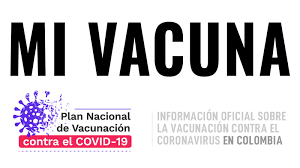 MI VACUNA
Plan Nacional
de Vacunación
contra el COVID-19
INFORMACIÓN OFICIAL SOBRE
LA VACUNACIÓN CONTRA EL
CORONAVIRUS EN COLOMBIA